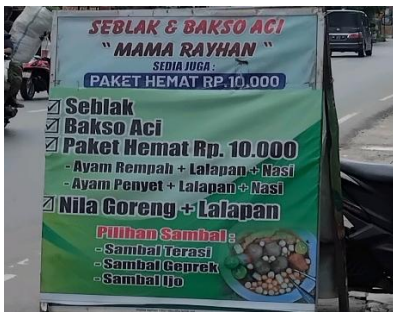 SEBLAK & BAKSO ACI
" MAMA RAYHAN "
SEDIA JUGA :
PAKET HEMAT RP.10.000
Seblak
Bakso Aci
Paket Hemat Rp. 10.000
- Ayam Rempah + Lalapan + Nasi
- Ayam Penyet + Lalapan + Nasi
Nila Goreng + Lalapan
Pilihan Sambal :
- Sambal Terasi
- Sambal Geprek
- Sambal Ijo